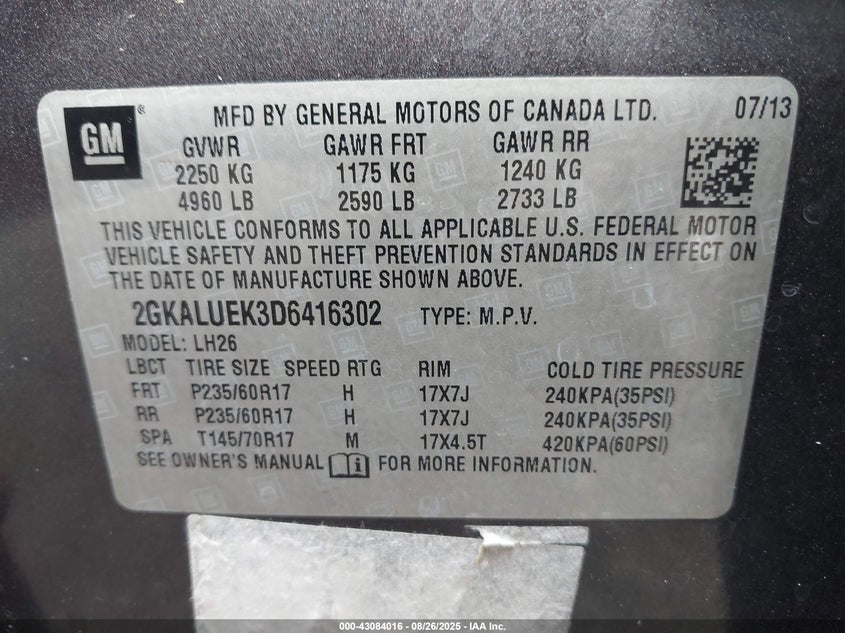 GM ® MFD BY GENERAL MOTORS OF CANADA LTD. 07/13
GVWR GAWR FRT GAWR RR
2250 KG 1175 KG 1240 KG
4960 LB 2590 LB 2733 LB
THIS VEHICLE CONFORMS TO ALL APPLICABLE U.S. FEDERAL MOTOR
VEHICLE SAFETY AND THEFT PREVENTION STANDARDS IN EFFECT ON
THE DATE OF MANUFACTURE SHOWN ABOVE.
2GKALUEK3D6416302 TYPE: M.P.V.
MODEL: LH26
LBCT TIRE SIZE SPEED RTG RIM COLD TIRE PRESSURE
FRT P235/60R17 H 17X7J 240KPA(35PSI)
RR P235/60R17 H 17X7J 240KPA(35PSI)
SPA T145/70R17 M 17X4.5T 420KPA(60PSI)
SEE OWNER'S MANUAL i FOR MORE INFORMATION.
000-43084016 - 08/26/2025 - IAA Inc.